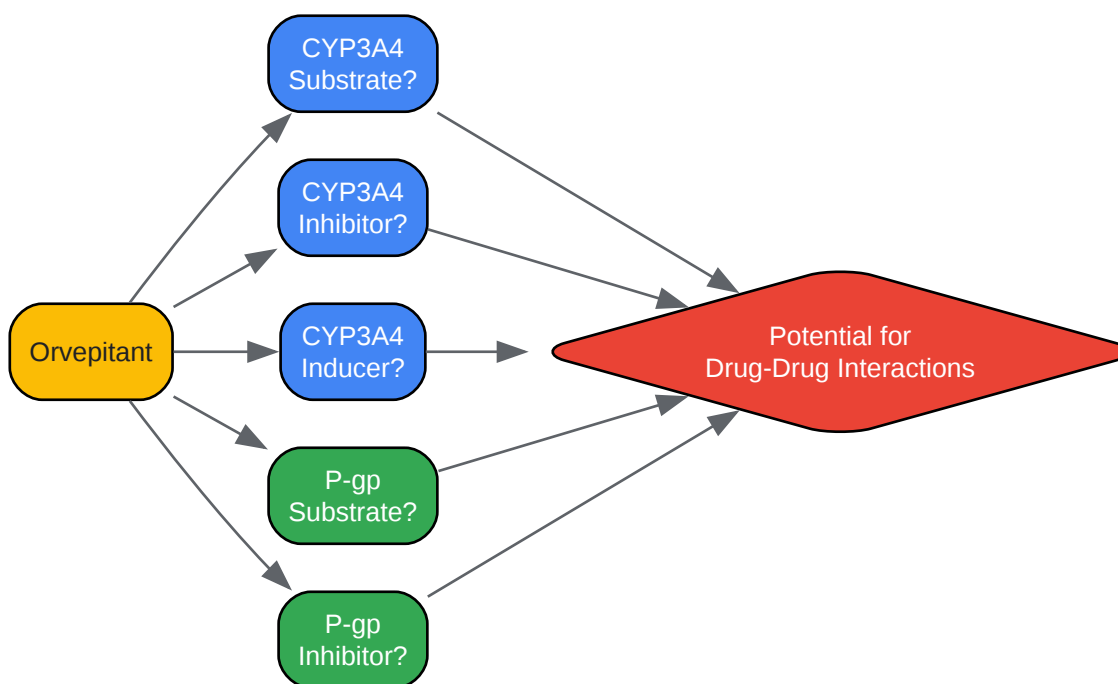 CYP3A4
Substrate?
CYP3A4
Inhibitor?
Orvepitant
CYP3A4
Inducer?
Potential for
Drug-Drug Interactions
P-gp
Substrate?
P-gp
Inhibitor?